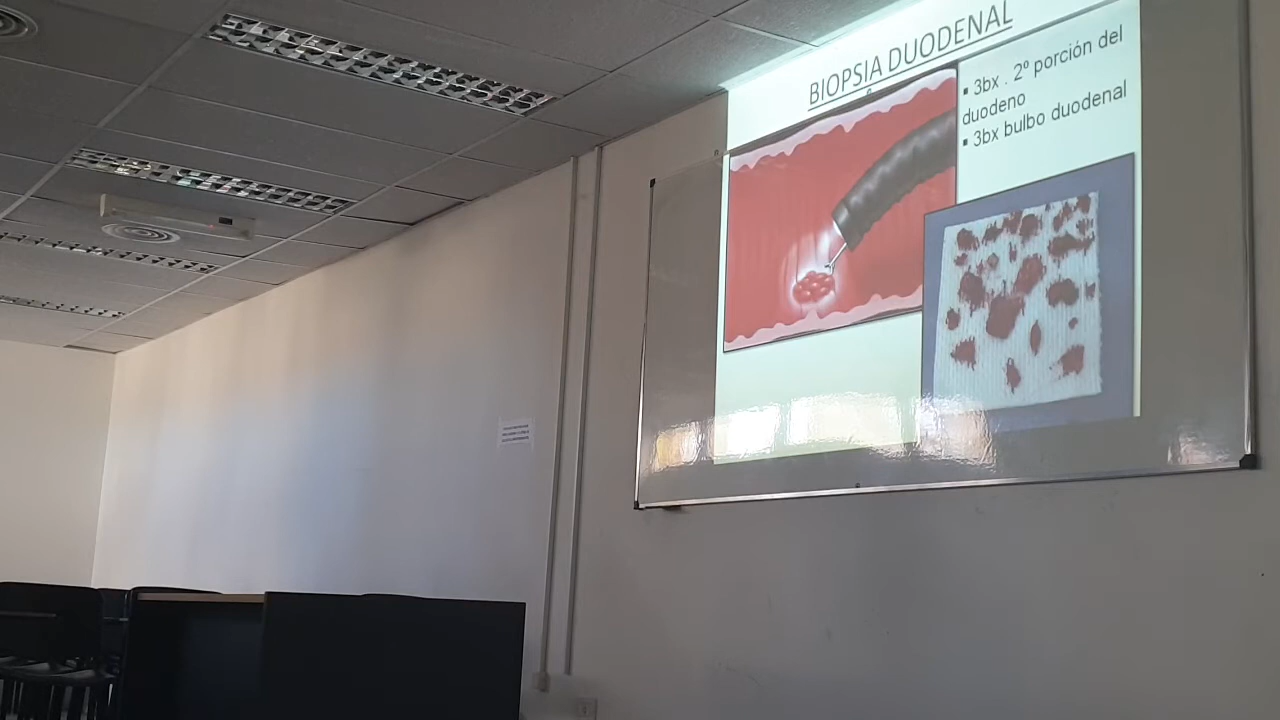 BIOPSIA DUODENAL
▪ 3bx . 2º porción del
duodeno
▪ 3bx bulbo duodenal